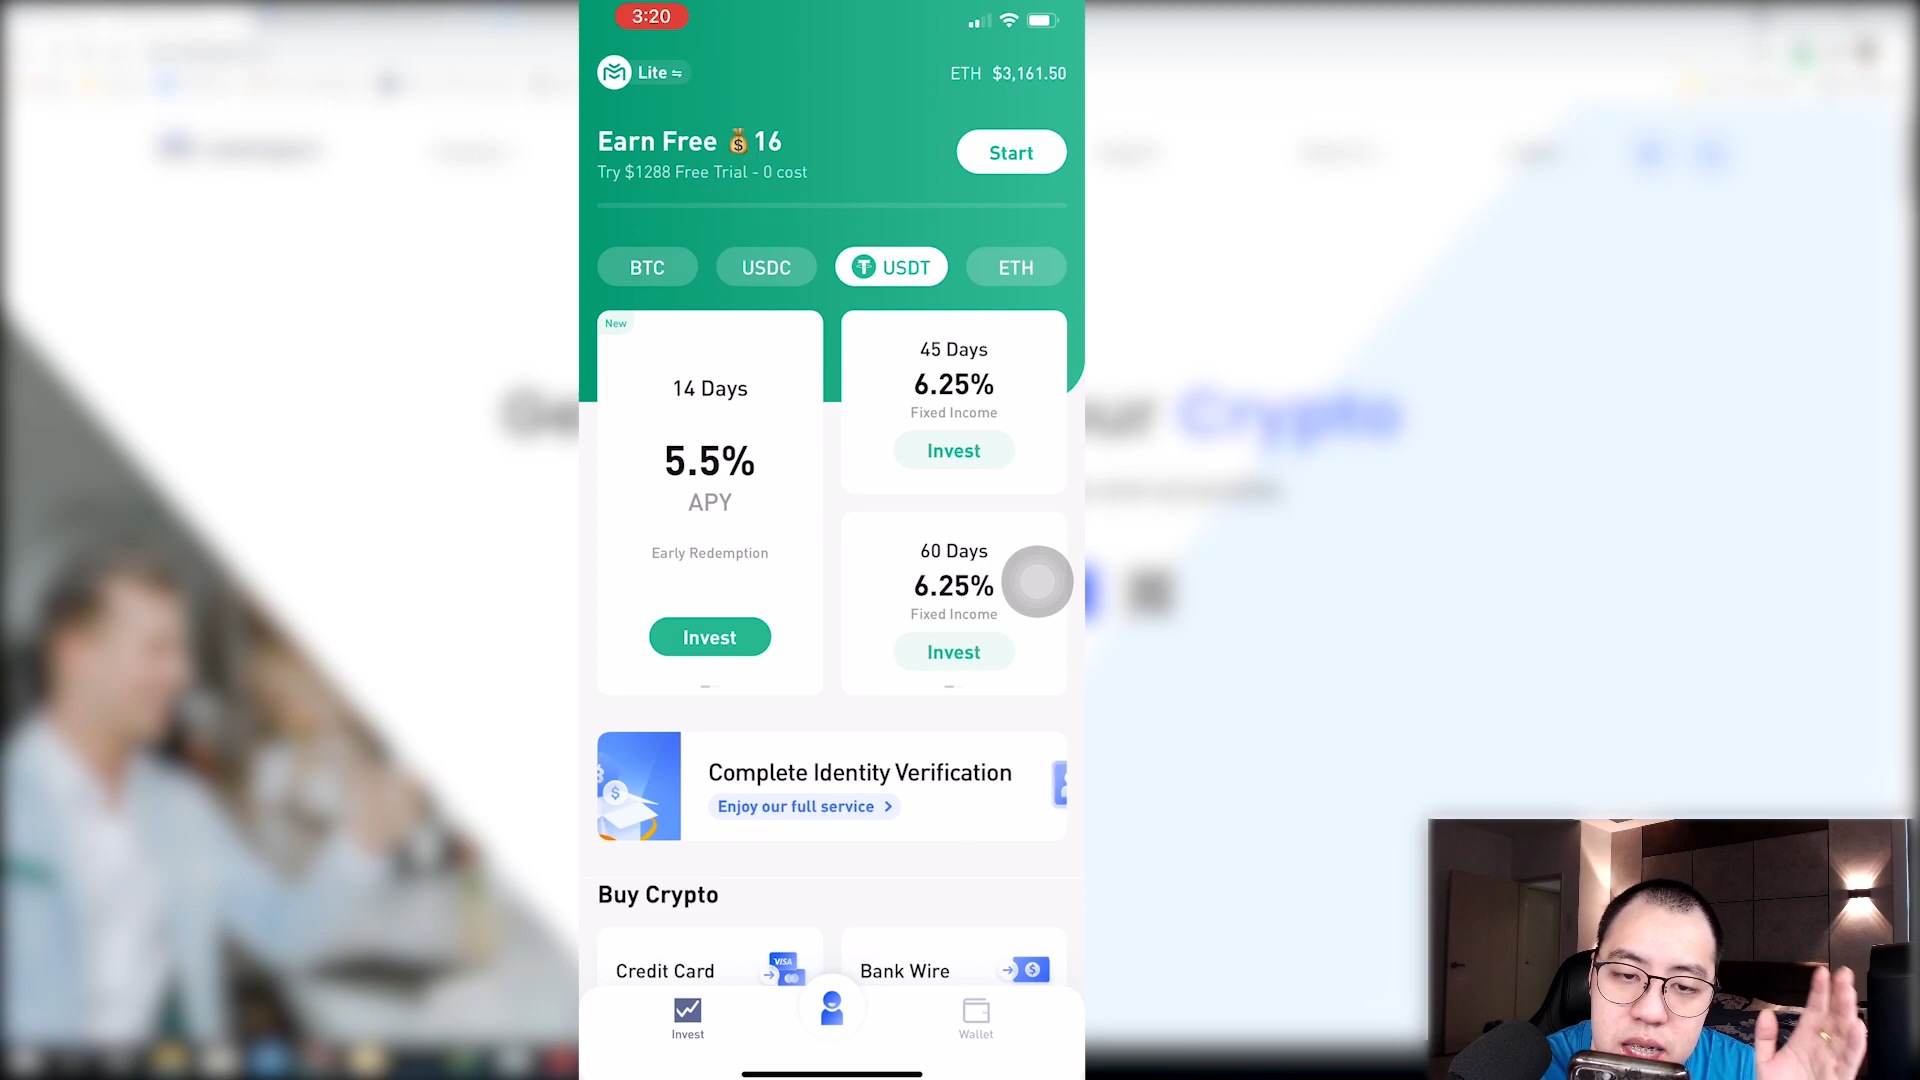 3:20
Lite
ETH $3,161.50
Earn Free 16
Try $1288 Free Trial - 0 cost
Start
BTC
USDC
USDT
ETH
New
14 Days
5.5%
APY
Early Redemption
Invest
45 Days
6.25%
Fixed Income
Invest
60 Days
6.25%
Fixed Income
Invest
Complete Identity Verification
Enjoy our full service >
Buy Crypto
Credit Card
VISA
Bank Wire
Invest
Wallet
Crypto